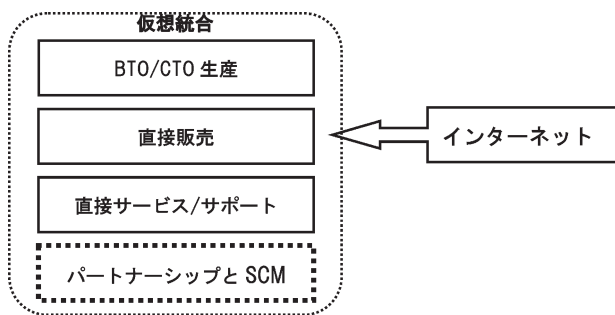 仮想統合
BTO/CTO 生産
直接販売
インターネット
直接サービス/サポート
パートナーシップと SCM